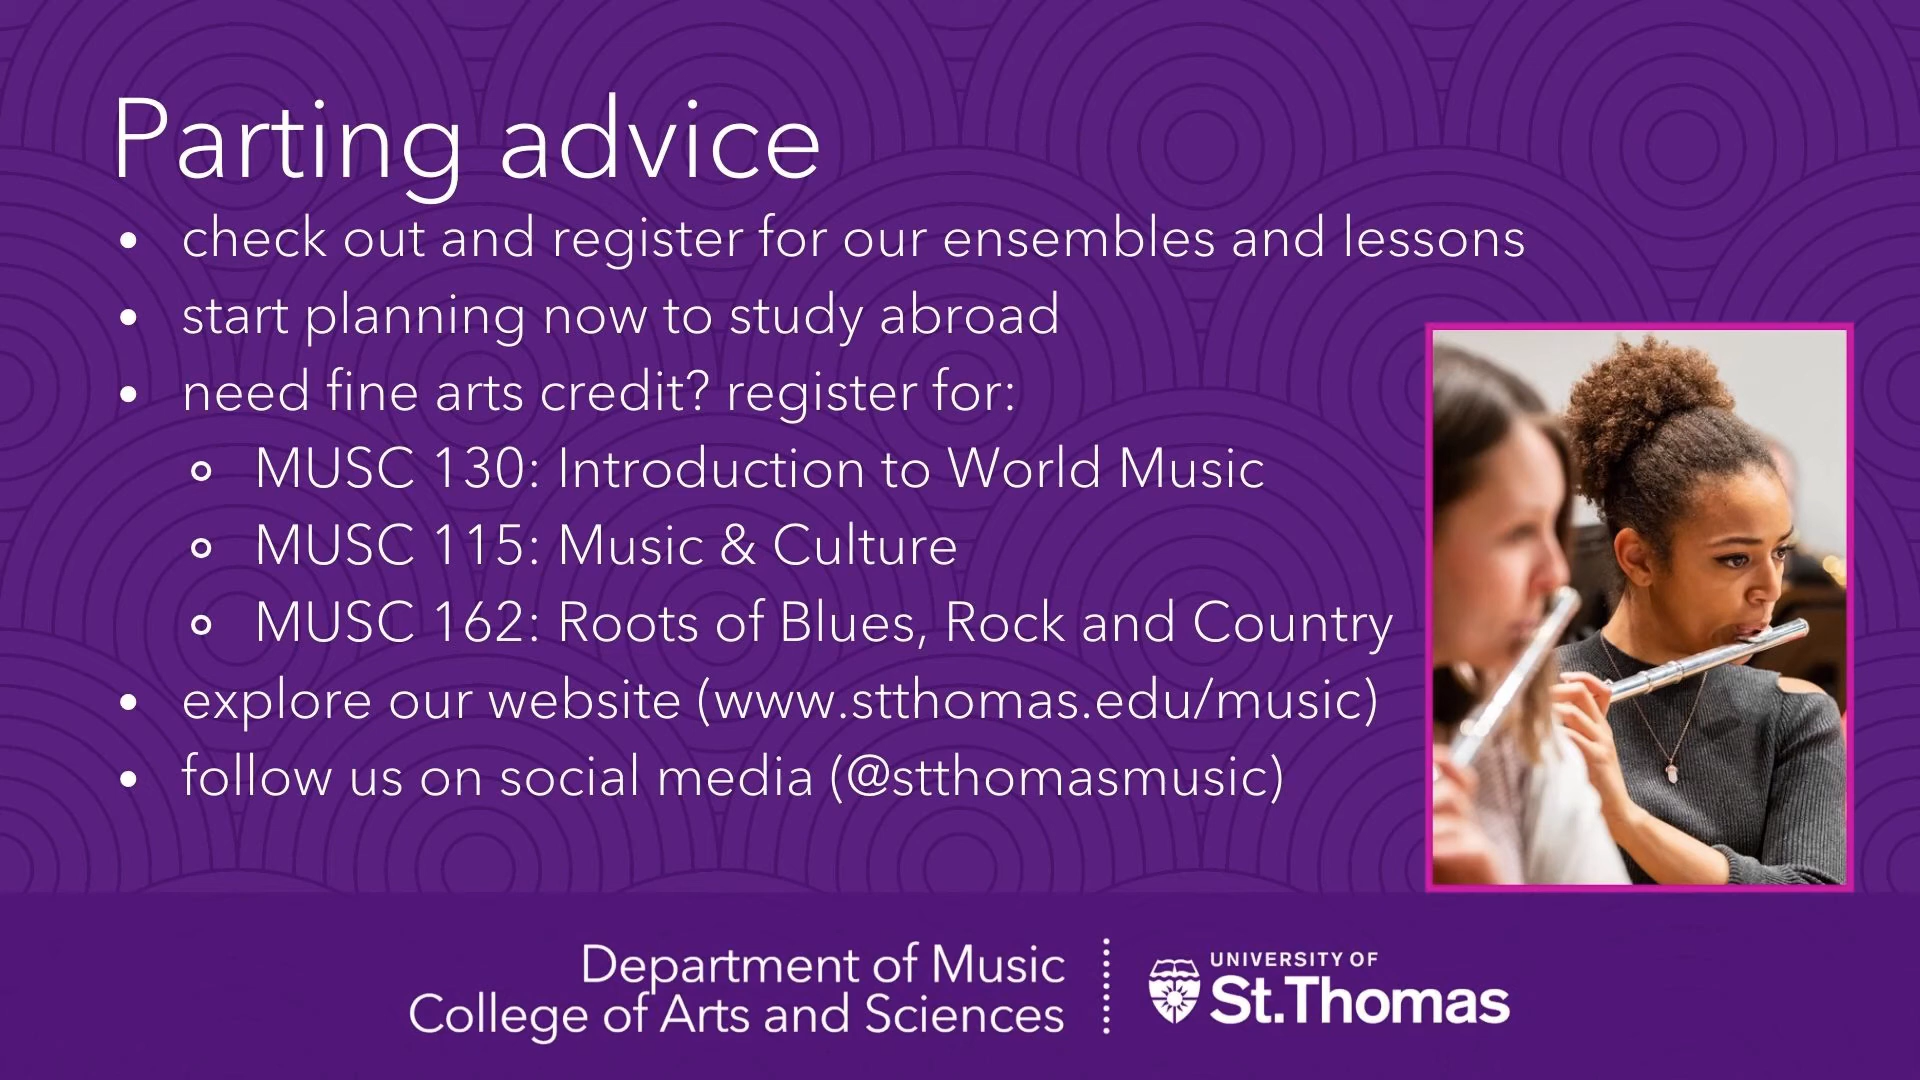 Parting advice
• check out and register for our ensembles and lessons
• start planning now to study abroad
• need fine arts credit? register for:
◦ MUSC 130: Introduction to World Music
◦ MUSC 115: Music & Culture
◦ MUSC 162: Roots of Blues, Rock and Country
• explore our website (www.stthomas.edu/music)
• follow us on social media (@stthomasmusic)
Department of Music
College of Arts and Sciences
UNIVERSITY OF
St.Thomas